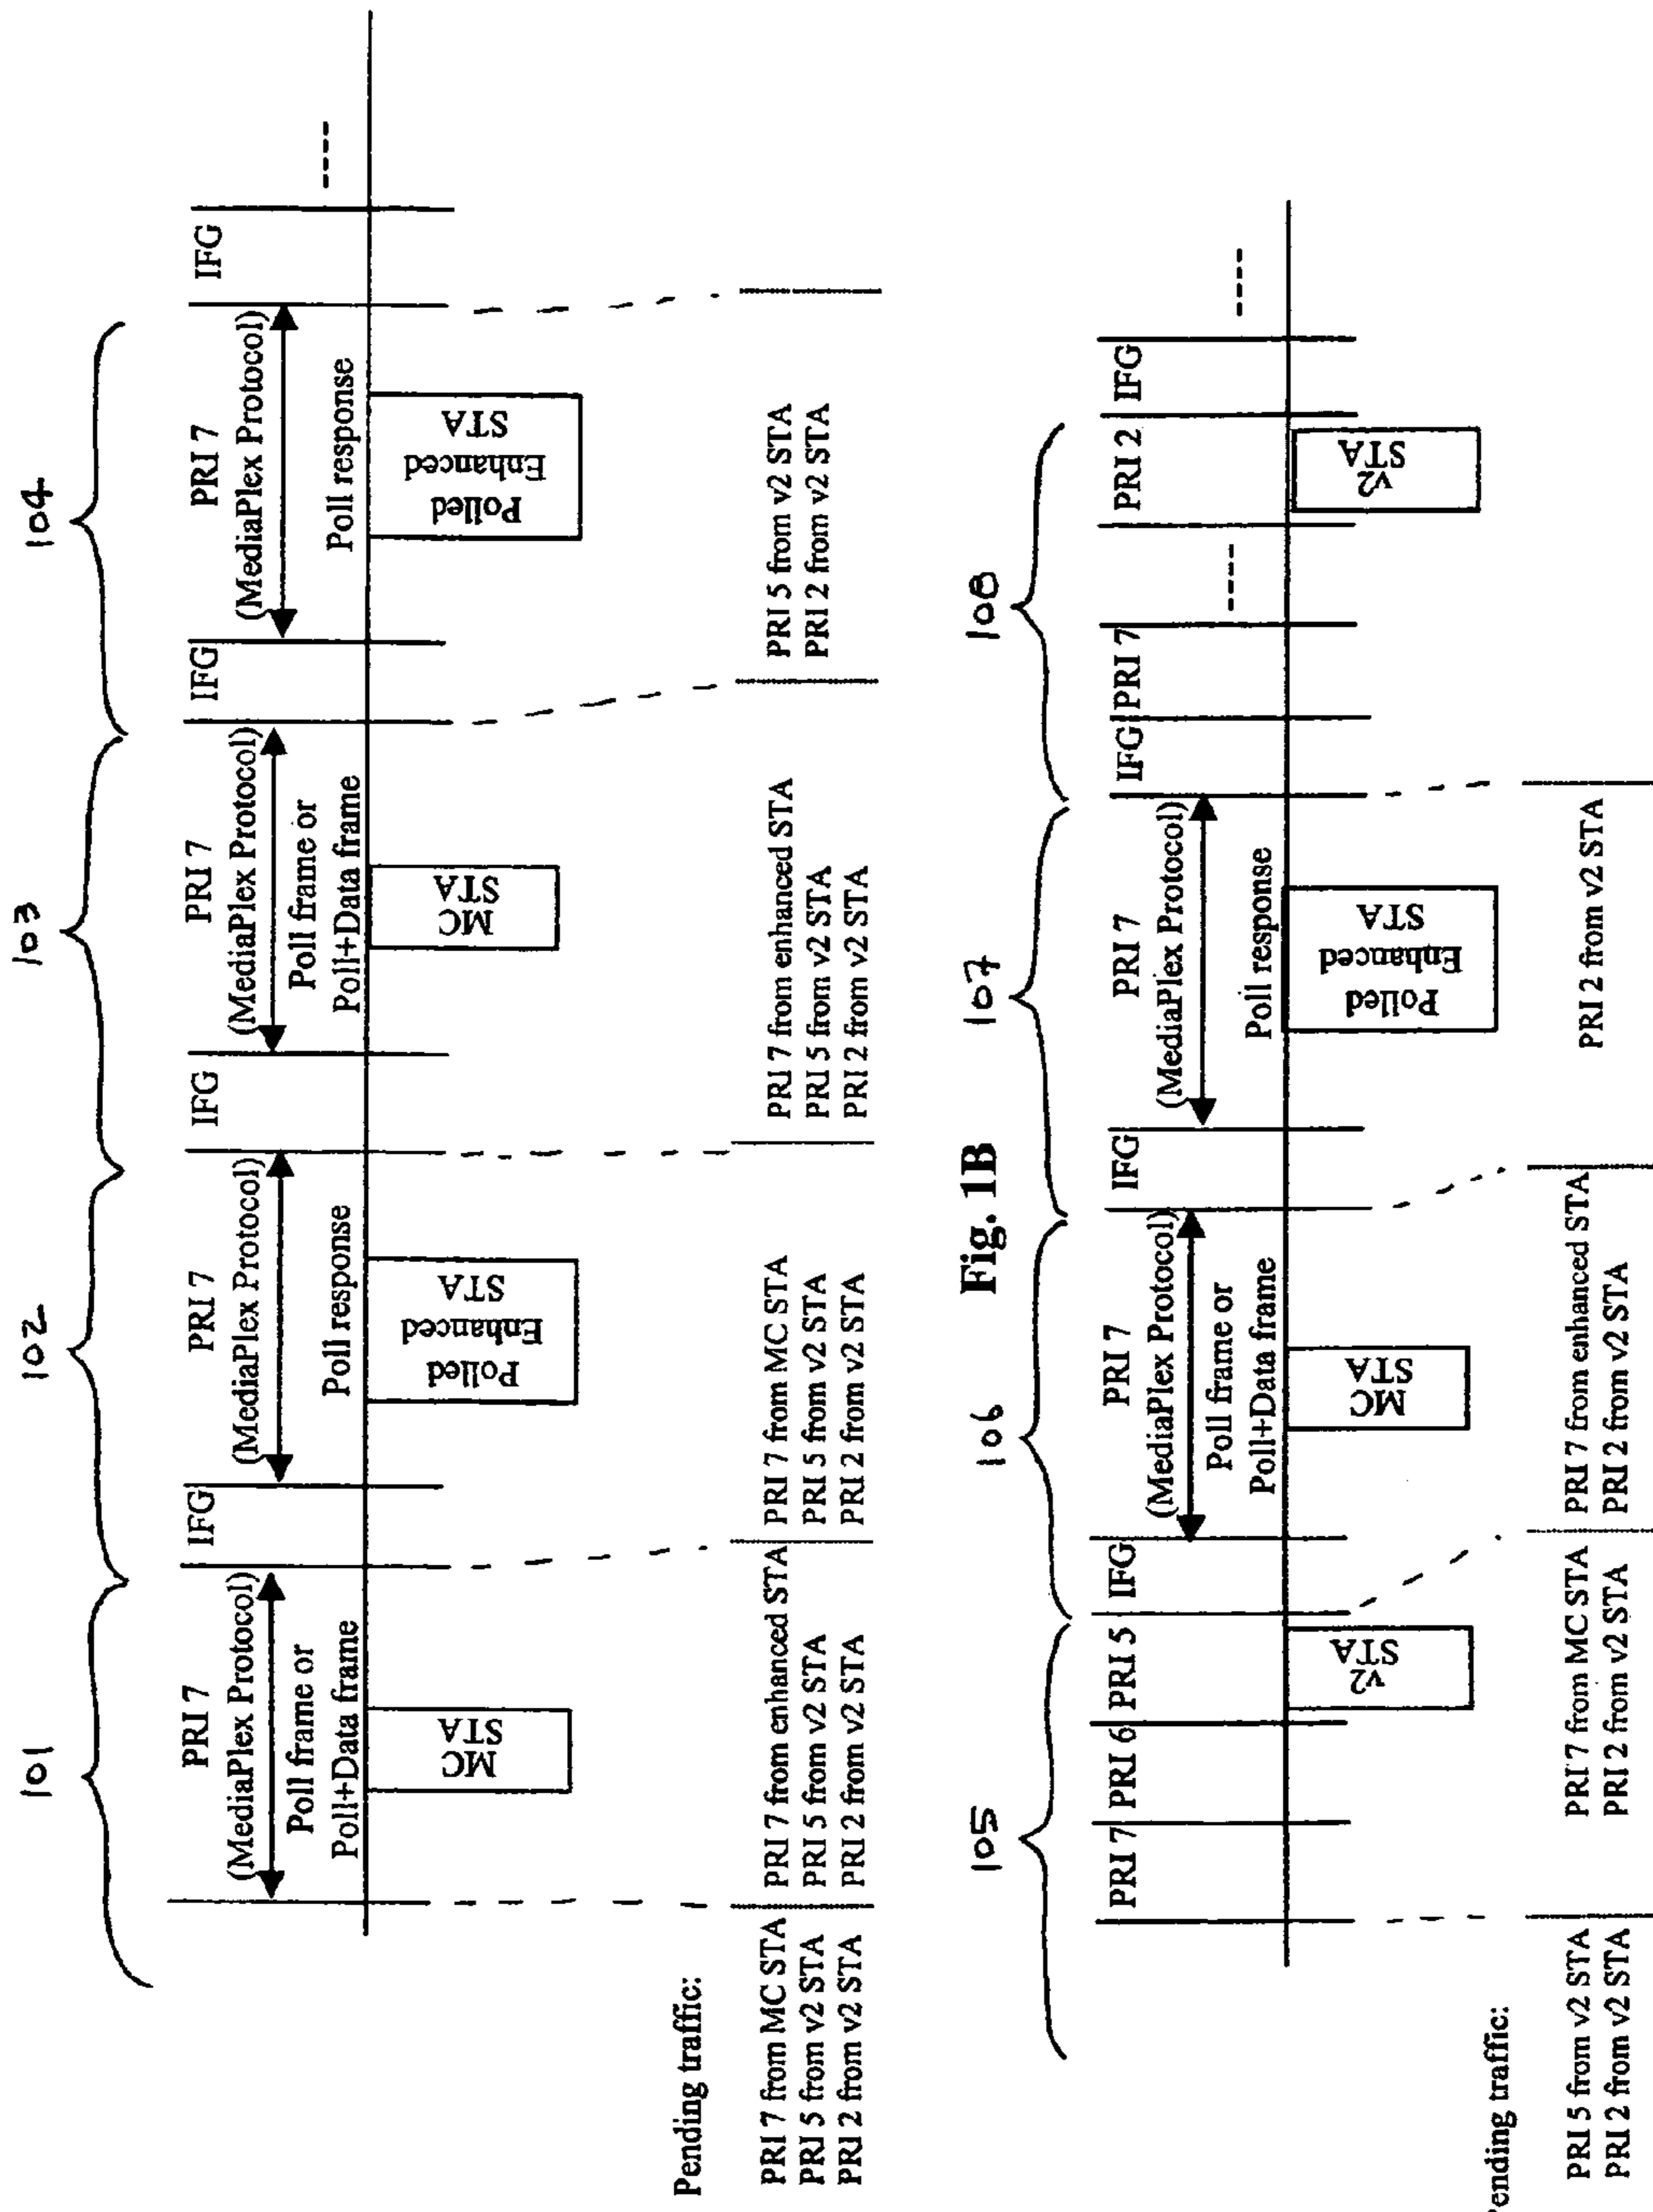 101
102
103
104
PRI 7
(MediaPlex Protocol)
Poll frame or
Poll+Data frame
MC
STA
IFG
PRI 7
(MediaPlex Protocol)
Poll response
Polled
Enhanced
STA
IFG
PRI 7
(MediaPlex Protocol)
Poll frame or
Poll+Data frame
MC
STA
IFG
PRI 7
(MediaPlex Protocol)
Poll response
Polled
Enhanced
STA
IFG
Pending traffic:
PRI 7 from MC STA
PRI 5 from v2 STA
PRI 2 from v2 STA
PRI 7 from enhanced STA
PRI 5 from v2 STA
PRI 2 from v2 STA
PRI 7 from MC STA
PRI 5 from v2 STA
PRI 2 from v2 STA
PRI 7 from enhanced STA
PRI 5 from v2 STA
PRI 2 from v2 STA
PRI 5 from v2 STA
PRI 2 from v2 STA
Fig. 1B
105
106
107
108
PRI 7
PRI 6
PRI 5
v2
STA
IFG
PRI 7
(MediaPlex Protocol)
Poll frame or
Poll+Data frame
MC
STA
IFG
PRI 7
(MediaPlex Protocol)
Poll response
Polled
Enhanced
STA
IFG
PRI 7
PRI 2
v2
STA
IFG
ending traffic:
PRI 5 from v2 STA
PRI 2 from v2 STA
PRI 7 from MC STA
PRI 2 from v2 STA
PRI 7 from enhanced STA
PRI 2 from v2 STA
PRI 2 from v2 STA